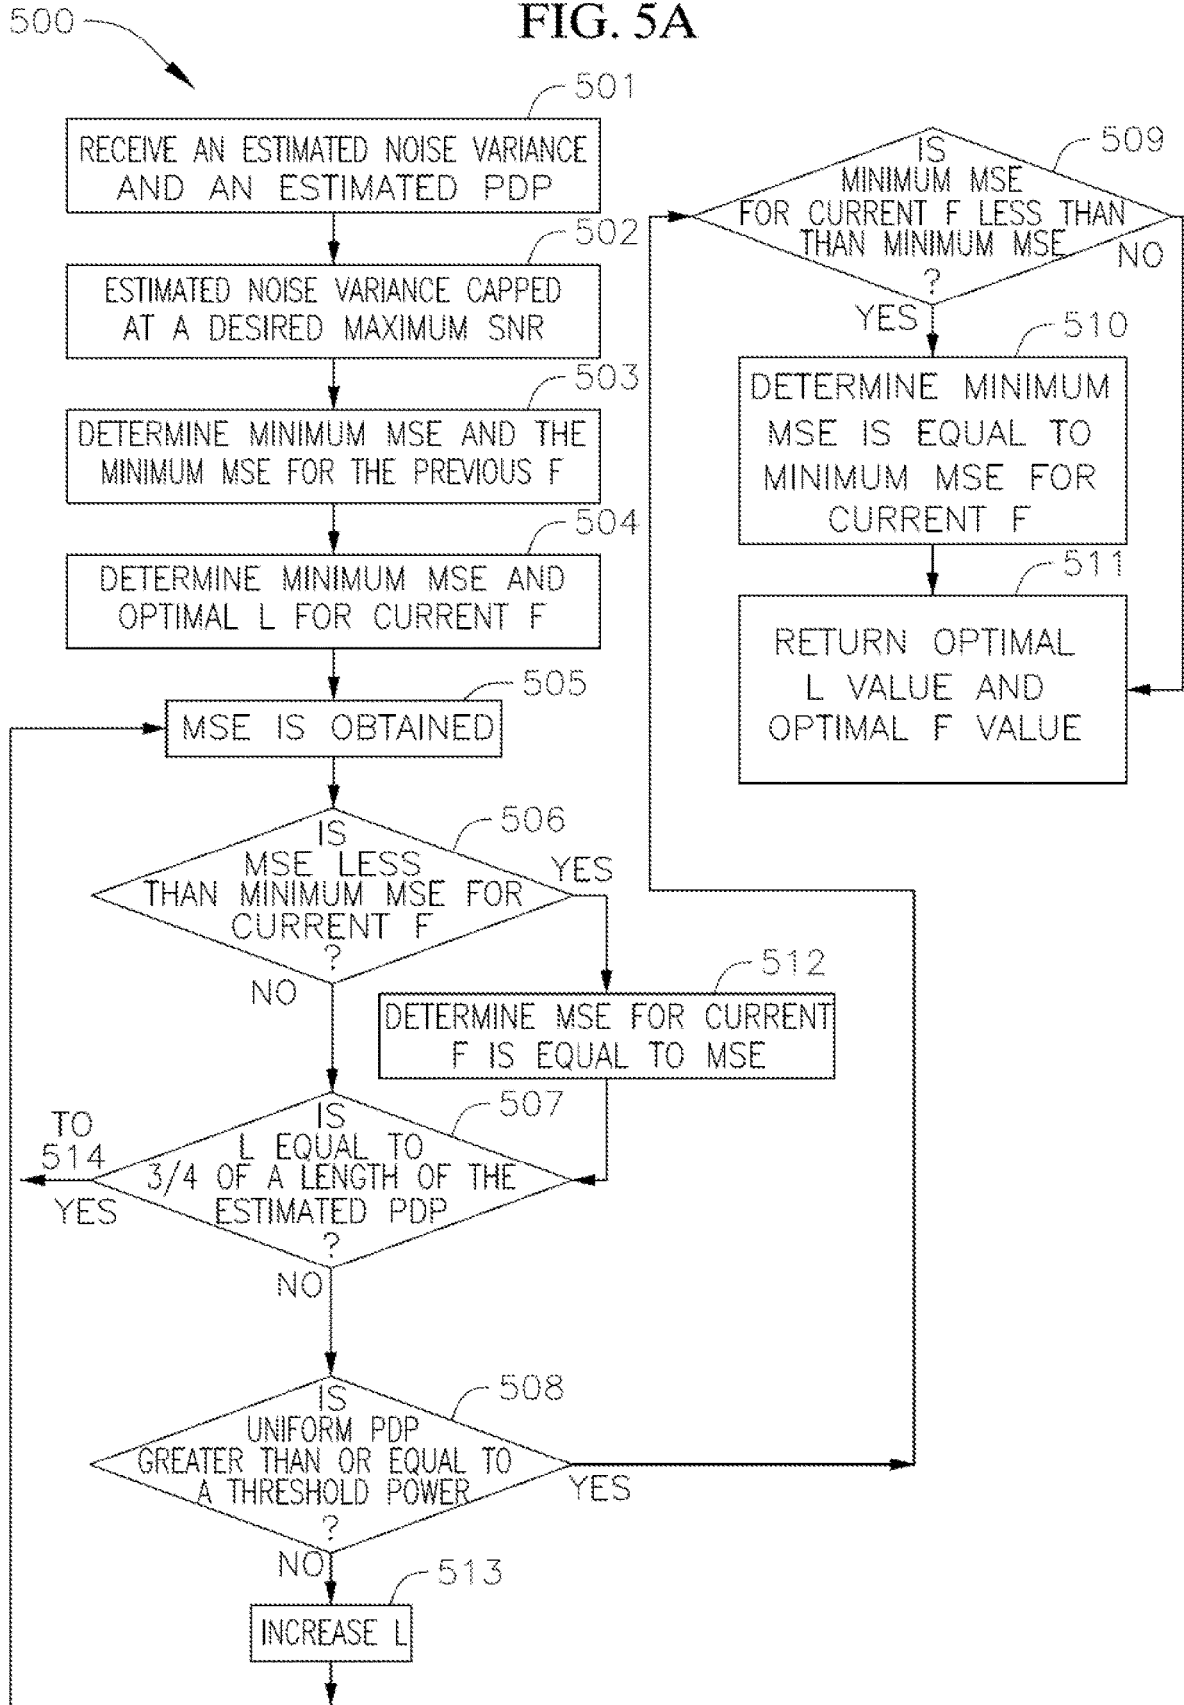 FIG. 5A
500
501
RECEIVE AN ESTIMATED NOISE VARIANCE
AND AN ESTIMATED PDP
502
ESTIMATED NOISE VARIANCE CAPPED
AT A DESIRED MAXIMUM SNR
503
DETERMINE MINIMUM MSE AND THE
MINIMUM MSE FOR THE PREVIOUS F
504
DETERMINE MINIMUM MSE AND
OPTIMAL L FOR CURRENT F
505
MSE IS OBTAINED
506
IS
MSE LESS
THAN MINIMUM MSE FOR
CURRENT F
?
YES
NO
512
DETERMINE MSE FOR CURRENT
F IS EQUAL TO MSE
507
IS
L EQUAL TO
3/4 OF A LENGTH OF THE
ESTIMATED PDP
?
TO
514
YES
NO
508
IS
UNIFORM PDP
GREATER THAN OR EQUAL TO
A THRESHOLD POWER
?
YES
NO
513
INCREASE L
509
IS
MINIMUM MSE
FOR CURRENT F LESS THAN
THAN MINIMUM MSE
?
NO
YES
510
DETERMINE MINIMUM
MSE IS EQUAL TO
MINIMUM MSE FOR
CURRENT F
511
RETURN OPTIMAL
L VALUE AND
OPTIMAL F VALUE